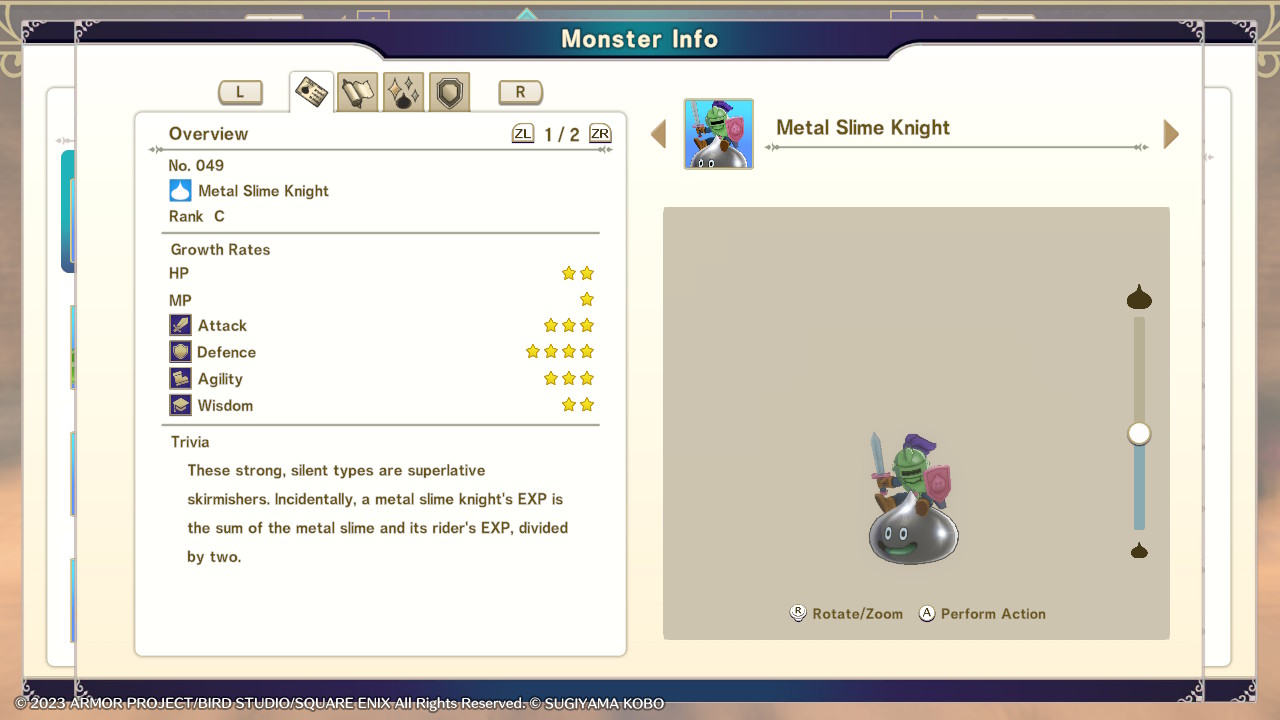 Monster Info
L
R
Overview
ZL 1 / 2 ZR
No. 049
Metal Slime Knight
Rank C
Growth Rates
HP
MP
Attack
Defence
Agility
Wisdom
Trivia
These strong, silent types are superlative
skirmishers. Incidentally, a metal slime knight's EXP is
the sum of the metal slime and its rider's EXP, divided
by two.
Metal Slime Knight
R Rotate/Zoom A Perform Action
© 2023 ARMOR PROJECT/BIRD STUDIO/SQUARE ENIX All Rights Reserved. © SUGIYAMA KOBO